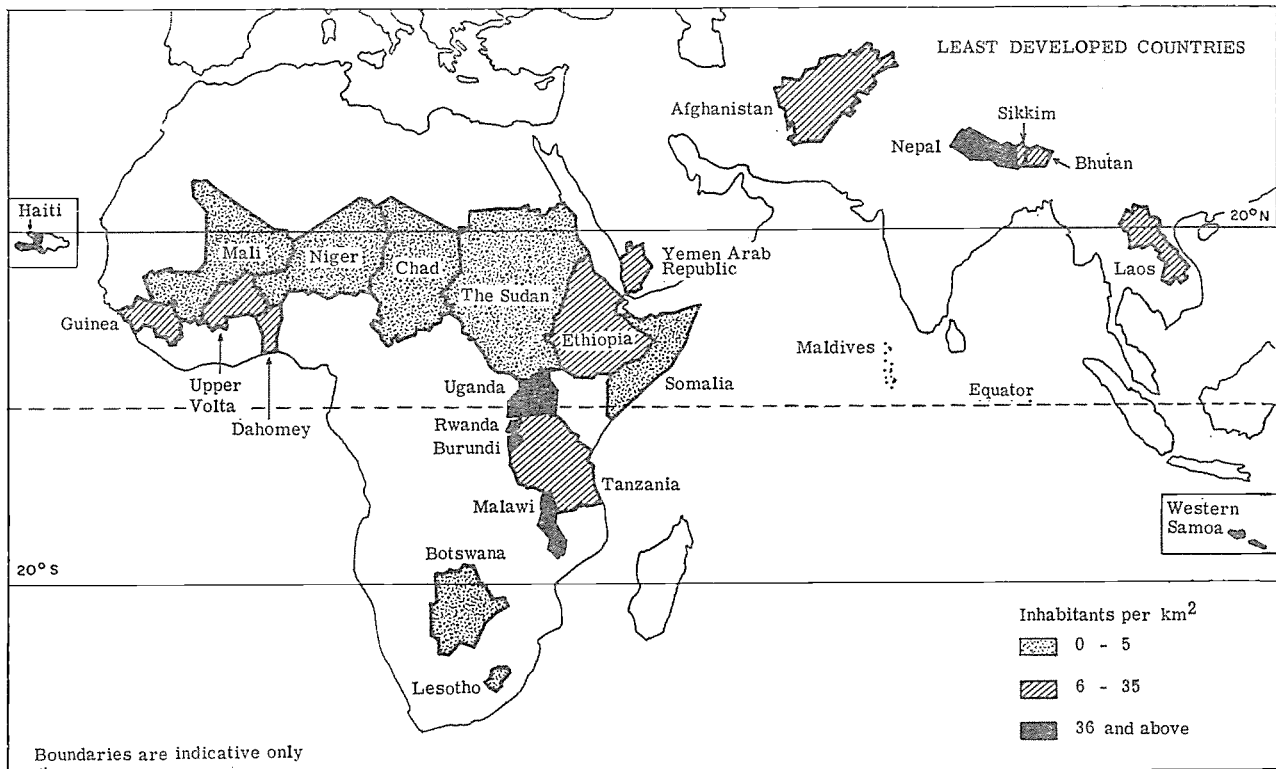 LEAST DEVELOPED COUNTRIES
Afghanistan
Sikkim
Nepal
Bhutan
Haiti
20°N
Mali
Niger
Chad
Yemen Arab
Republic
Laos
The Sudan
Guinea
Ethiopia
Maldives
Upper
Volta
Uganda
Somalia
Equator
Dahomey
Rwanda
Burundi
Tanzania
Malawi
Western
Samoa
Botswana
20°S
Inhabitants per km²
0 - 5
Lesotho
6 - 35
36 and above
Boundaries are indicative only